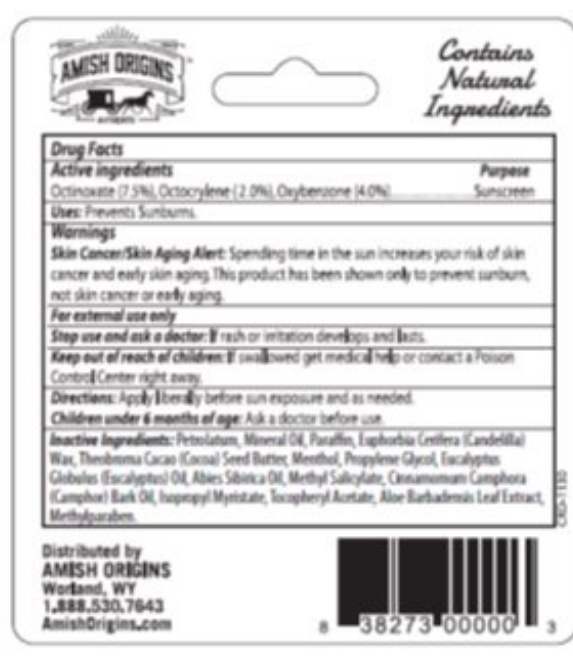 AMISH ORIGINS
AUTHENTIC
Contains
Natural
Ingredients
Drug Facts
Active ingredients Purpose
Octinoxate (7.5%), Octocrylene (2.0%), Oxybenzone (4.0%)..................Sunscreen
Uses: Prevents Sunburns.
Warnings
Skin Cancer/Skin Aging Alert: Spending time in the sun increases your risk of skin
cancer and early skin aging. This product has been shown only to prevent sunburn,
not skin cancer or early aging.
For external use only
Stop use and ask a doctor: If rash or irritation develops and lasts.
Keep out of reach of children: If swallowed get medical help or contact a Poison
Control Center right away.
Directions: Apply liberally before sun exposure and as needed.
Children under 6 months of age: Ask a doctor before use.
Inactive Ingredients: Petrolatum, Mineral Oil, Paraffin, Euphorbia Cerifera (Candelilla)
Wax, Theobroma Cacao (Cocoa) Seed Butter, Menthol, Propylene Glycol, Eucalyptus
Globulus (Eucalyptus) Oil, Abies Sibirica Oil, Methyl Salicylate, Cinnamomum Camphora
(Camphor) Bark Oil, Isopropyl Myristate, Tocopheryl Acetate, Aloe Barbadensis Leaf Extract,
Methylparaben.
Distributed by
AMISH ORIGINS
Worland, WY
1.888.530.7643
AmishOrigins.com
8 38273 00000 3